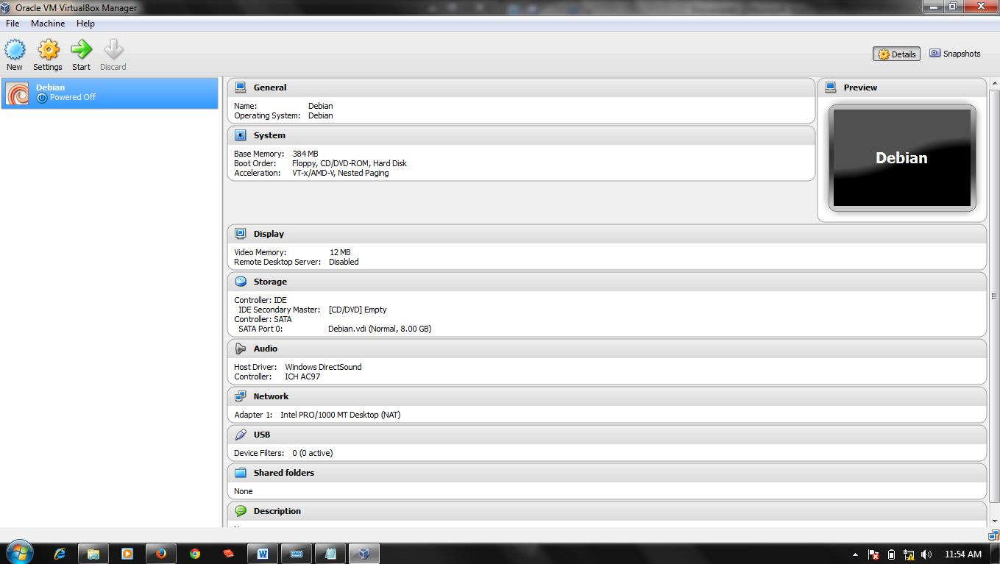 Oracle VM VirtualBox Manager
File Machine Help
New Settings Start Discard
Details Snapshots
Debian
Powered Off
General
Name: Debian
Operating System: Debian
System
Base Memory: 384 MB
Boot Order: Floppy, CD/DVD-ROM, Hard Disk
Acceleration: VT-x/AMD-V, Nested Paging
Preview
Debian
Display
Video Memory: 12 MB
Remote Desktop Server: Disabled
Storage
Controller: IDE
IDE Secondary Master: [CD/DVD] Empty
Controller: SATA
SATA Port 0: Debian.vdi (Normal, 8.00 GB)
Audio
Host Driver: Windows DirectSound
Controller: ICH AC97
Network
Adapter 1: Intel PRO/1000 MT Desktop (NAT)
USB
Device Filters: 0 (0 active)
Shared folders
None
Description
11:54 AM